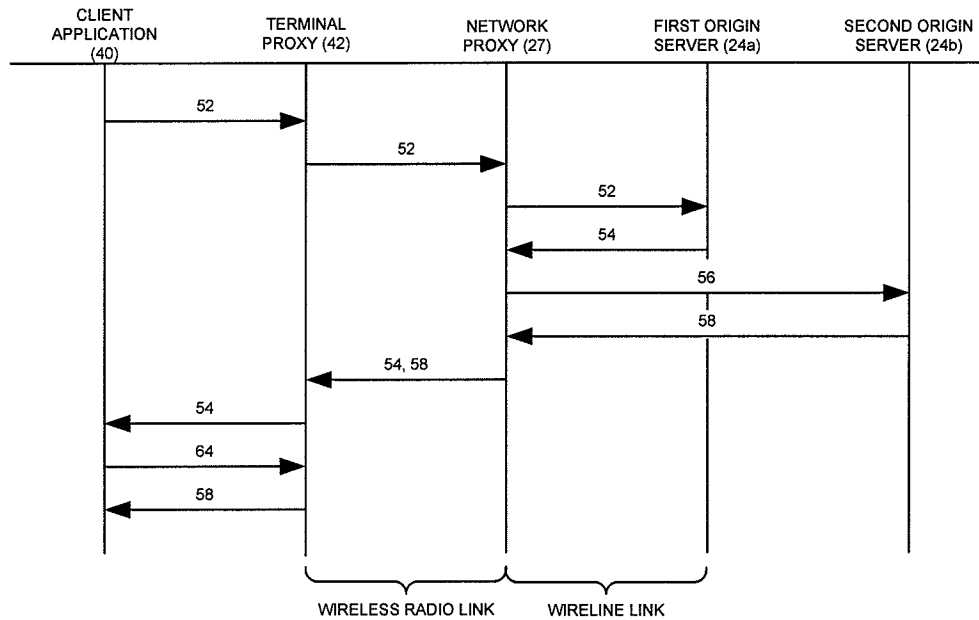 CLIENT
APPLICATION
(40)
TERMINAL
PROXY (42)
NETWORK
PROXY (27)
FIRST ORIGIN
SERVER (24a)
SECOND ORIGIN
SERVER (24b)
52
52
52
54
56
58
54, 58
54
64
58
WIRELESS RADIO LINK
WIRELINE LINK